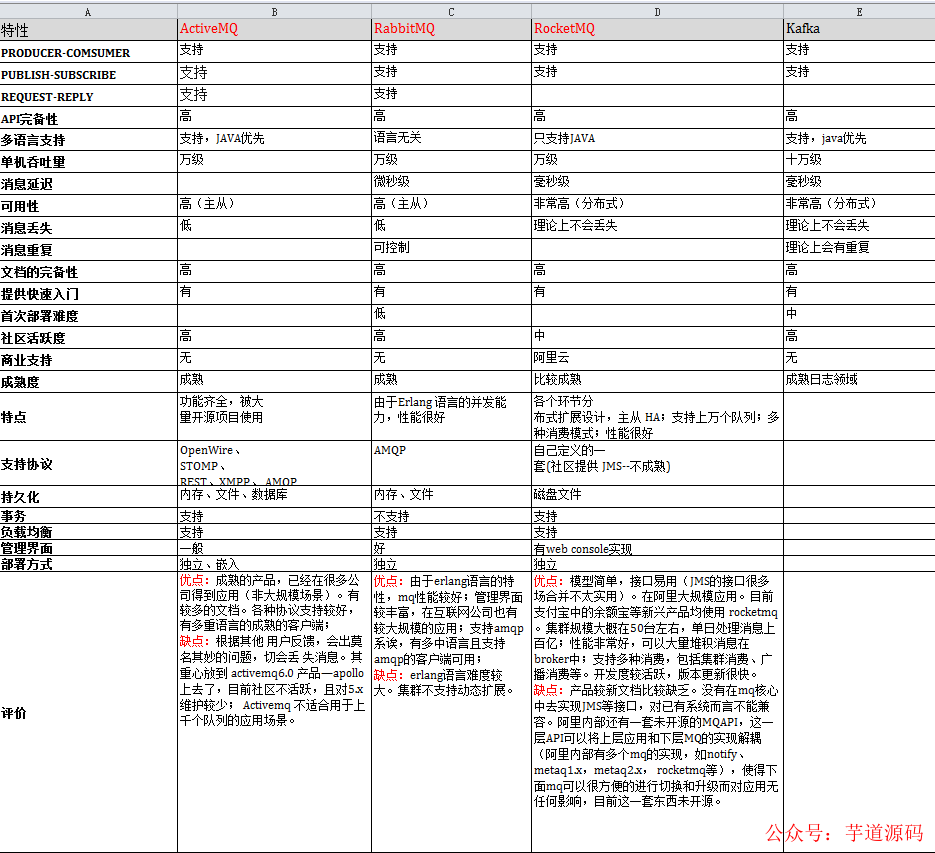 A B C D E
特性 ActiveMQ RabbitMQ RocketMQ Kafka
PRODUCER-COMSUMER 支持 支持 支持 支持
PUBLISH-SUBSCRIBE 支持 支持 支持 支持
REQUEST-REPLY 支持 支持
API完备性 高 高 高 高
多语言支持 支持，JAVA优先 语言无关 只支持JAVA 支持，java优先
单机吞吐量 万级 万级 万级 十万级
消息延迟 微秒级 毫秒级 毫秒级
可用性 高（主从） 高（主从） 非常高（分布式） 非常高（分布式）
消息丢失 低 低 理论上不会丢失 理论上不会丢失
消息重复 可控制 理论上会有重复
文档的完备性 高 高 高 高
提供快速入门 有 有 有 有
首次部署难度 低 中
社区活跃度 高 高 中 高
商业支持 无 无 阿里云 无
成熟度 成熟 成熟 比较成熟 成熟日志领域
特点
功能齐全，被大
量开源项目使用
由于Erlang 语言的并发能
力，性能很好
各个环节分
布式扩展设计，主从 HA；支持上万个队列；多
种消费模式；性能很好
支持协议
OpenWire、
STOMP、
REST、XMPP、AMQP
AMQP
自己定义的一
套(社区提供 JMS--不成熟)
持久化 内存、文件、数据库 内存、文件 磁盘文件
事务 支持 不支持 支持
负载均衡 支持 支持 支持
管理界面 一般 好 有web console实现
部署方式 独立、嵌入 独立 独立
评价
优点：成熟的产品，已经在很多公
司得到应用（非大规模场景）。有
较多的文档。各种协议支持较好，
有多重语言的成熟的客户端；
缺点：根据其他 用户反馈，会出莫
名其妙的问题，切会丢 失消息。其
重心放到 activemq6.0 产品—apollo
上去了，目前社区不活跃，且对5.x
维护较少； Activemq 不适合用于上
千个队列的应用场景。
优点：由于erlang语言的特
性，mq性能较好；管理界面
较丰富，在互联网公司也有
较大规模的应用；支持amqp
系诶，有多中语言且支持
amqp的客户端可用；
缺点：erlang语言难度较
大。集群不支持动态扩展。
优点：模型简单，接口易用（JMS的接口很多
场合并不太实用）。在阿里大规模应用。目前
支付宝中的余额宝等新兴产品均使用 rocketmq
。集群规模大概在50台左右，单日处理消息上
百亿；性能非常好，可以大量堆积消息在
broker中；支持多种消费，包括集群消费、广
播消费等。开发度较活跃，版本更新很快。
缺点：产品较新文档比较缺乏。没有在mq核心
中去实现JMS等接口，对已有系统而言不能兼
容。阿里内部还有一套未开源的MQAPI，这一
层API可以将上层应用和下层MQ的实现解耦
（阿里内部有多个mq的实现，如notify、
metaq1.x，metaq2.x， rocketmq等），使得下
面mq可以很方便的进行切换和升级而对应用无
任何影响，目前这一套东西未开源。
公众号：芋道源码